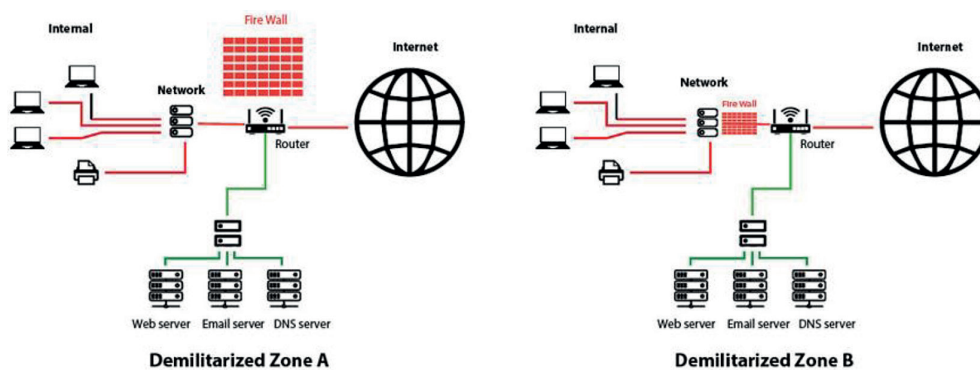 Fire Wall
Internal
Internet
Network
Router
Web server
Email server
DNS server
Demilitarized Zone A
Internal
Internet
Network
Fire Wall
Router
Web server
Email server
DNS server
Demilitarized Zone B